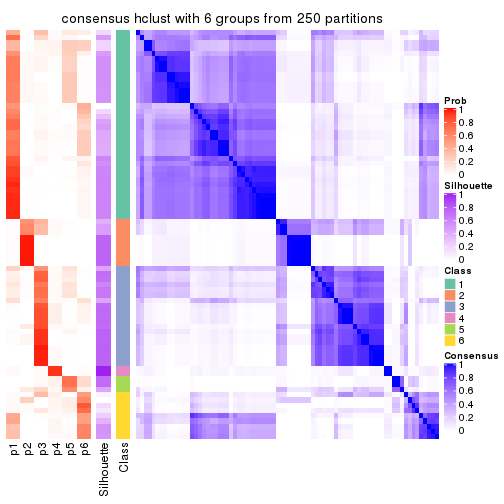 consensus hclust with 6 groups from 250 partitions
Prob
1
0.8
0.6
0.4
0.2
0
Silhouette
1
0.8
0.6
0.4
0.2
0
Class
1
2
3
4
5
6
Consensus
1
0.8
0.6
0.4
0.2
0
p1
p2
p3
p4
p5
p6
Silhouette
Class